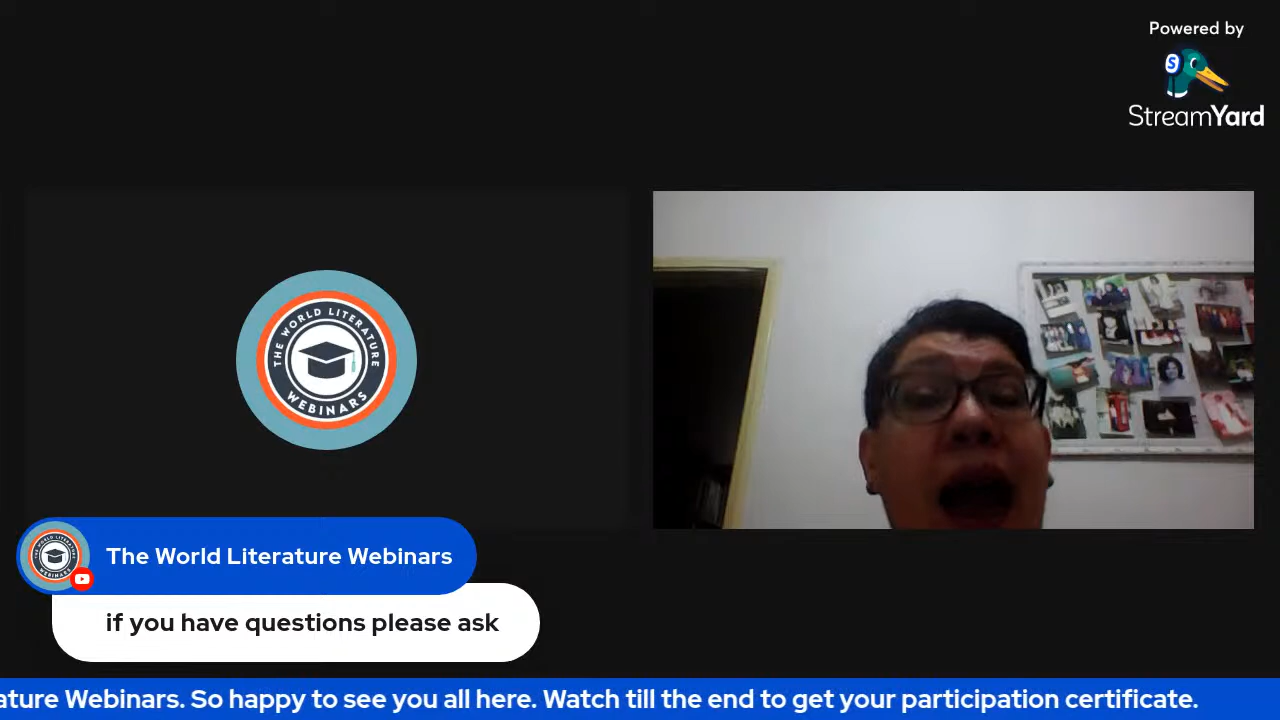 Powered by
S
StreamYard
THE WORLD LITERATURE
WEBINARS
The World Literature Webinars
if you have questions please ask
ature Webinars. So happy to see you all here. Watch till the end to get your participation certificate.